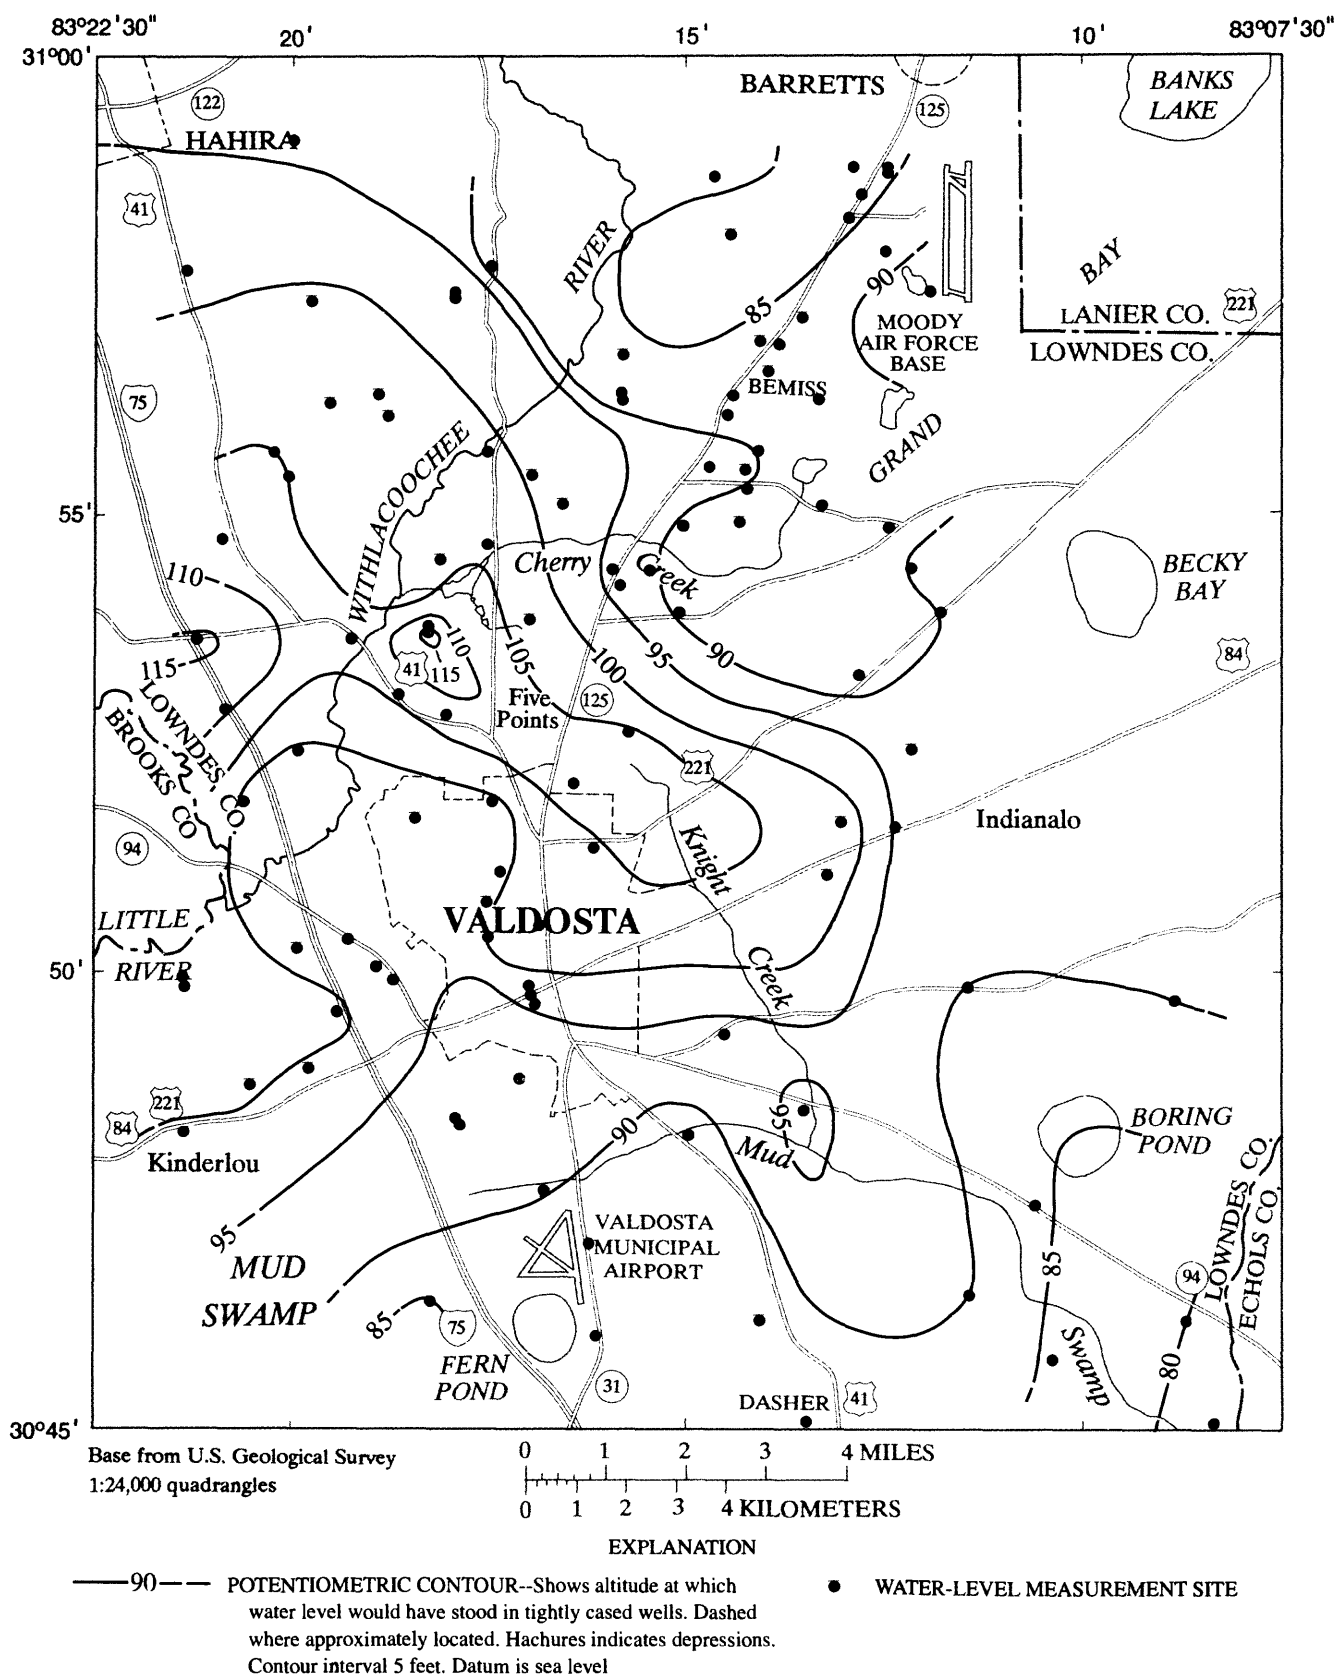 83°22'30"
20'
15'
10'
83°07'30"
31°00'
BARRETTS
BANKS
LAKE
122
125
HAHIRA
41
RIVER
BAY
90
221
85
MOODY
AIR FORCE
BASE
LANIER CO.
LOWNDES CO.
75
BEMISS
GRAND
WITHLACOOCHEE
55'
Cherry
Creek
BECKY
BAY
110
105
110
115
41
100
95
90
84
115
Five
Points
125
LOWNDES CO
BROOKS CO
221
94
Knight
Indianalo
LITTLE
RIVER
VALDOSTA
50'
Creek
221
84
90
95
Mud
BORING
POND
Kinderlou
95
MUD
SWAMP
VALDOSTA
MUNICIPAL
AIRPORT
85
LOWNDES CO.
ECHOLS CO.
94
85
75
FERN
POND
31
Swamp
80
DASHER
41
30°45'
Base from U.S. Geological Survey
1:24,000 quadrangles
0 1 2 3 4 MILES
0 1 2 3 4 KILOMETERS
EXPLANATION
90
POTENTIOMETRIC CONTOUR--Shows altitude at which
water level would have stood in tightly cased wells. Dashed
where approximately located. Hachures indicates depressions.
Contour interval 5 feet. Datum is sea level
WATER-LEVEL MEASUREMENT SITE